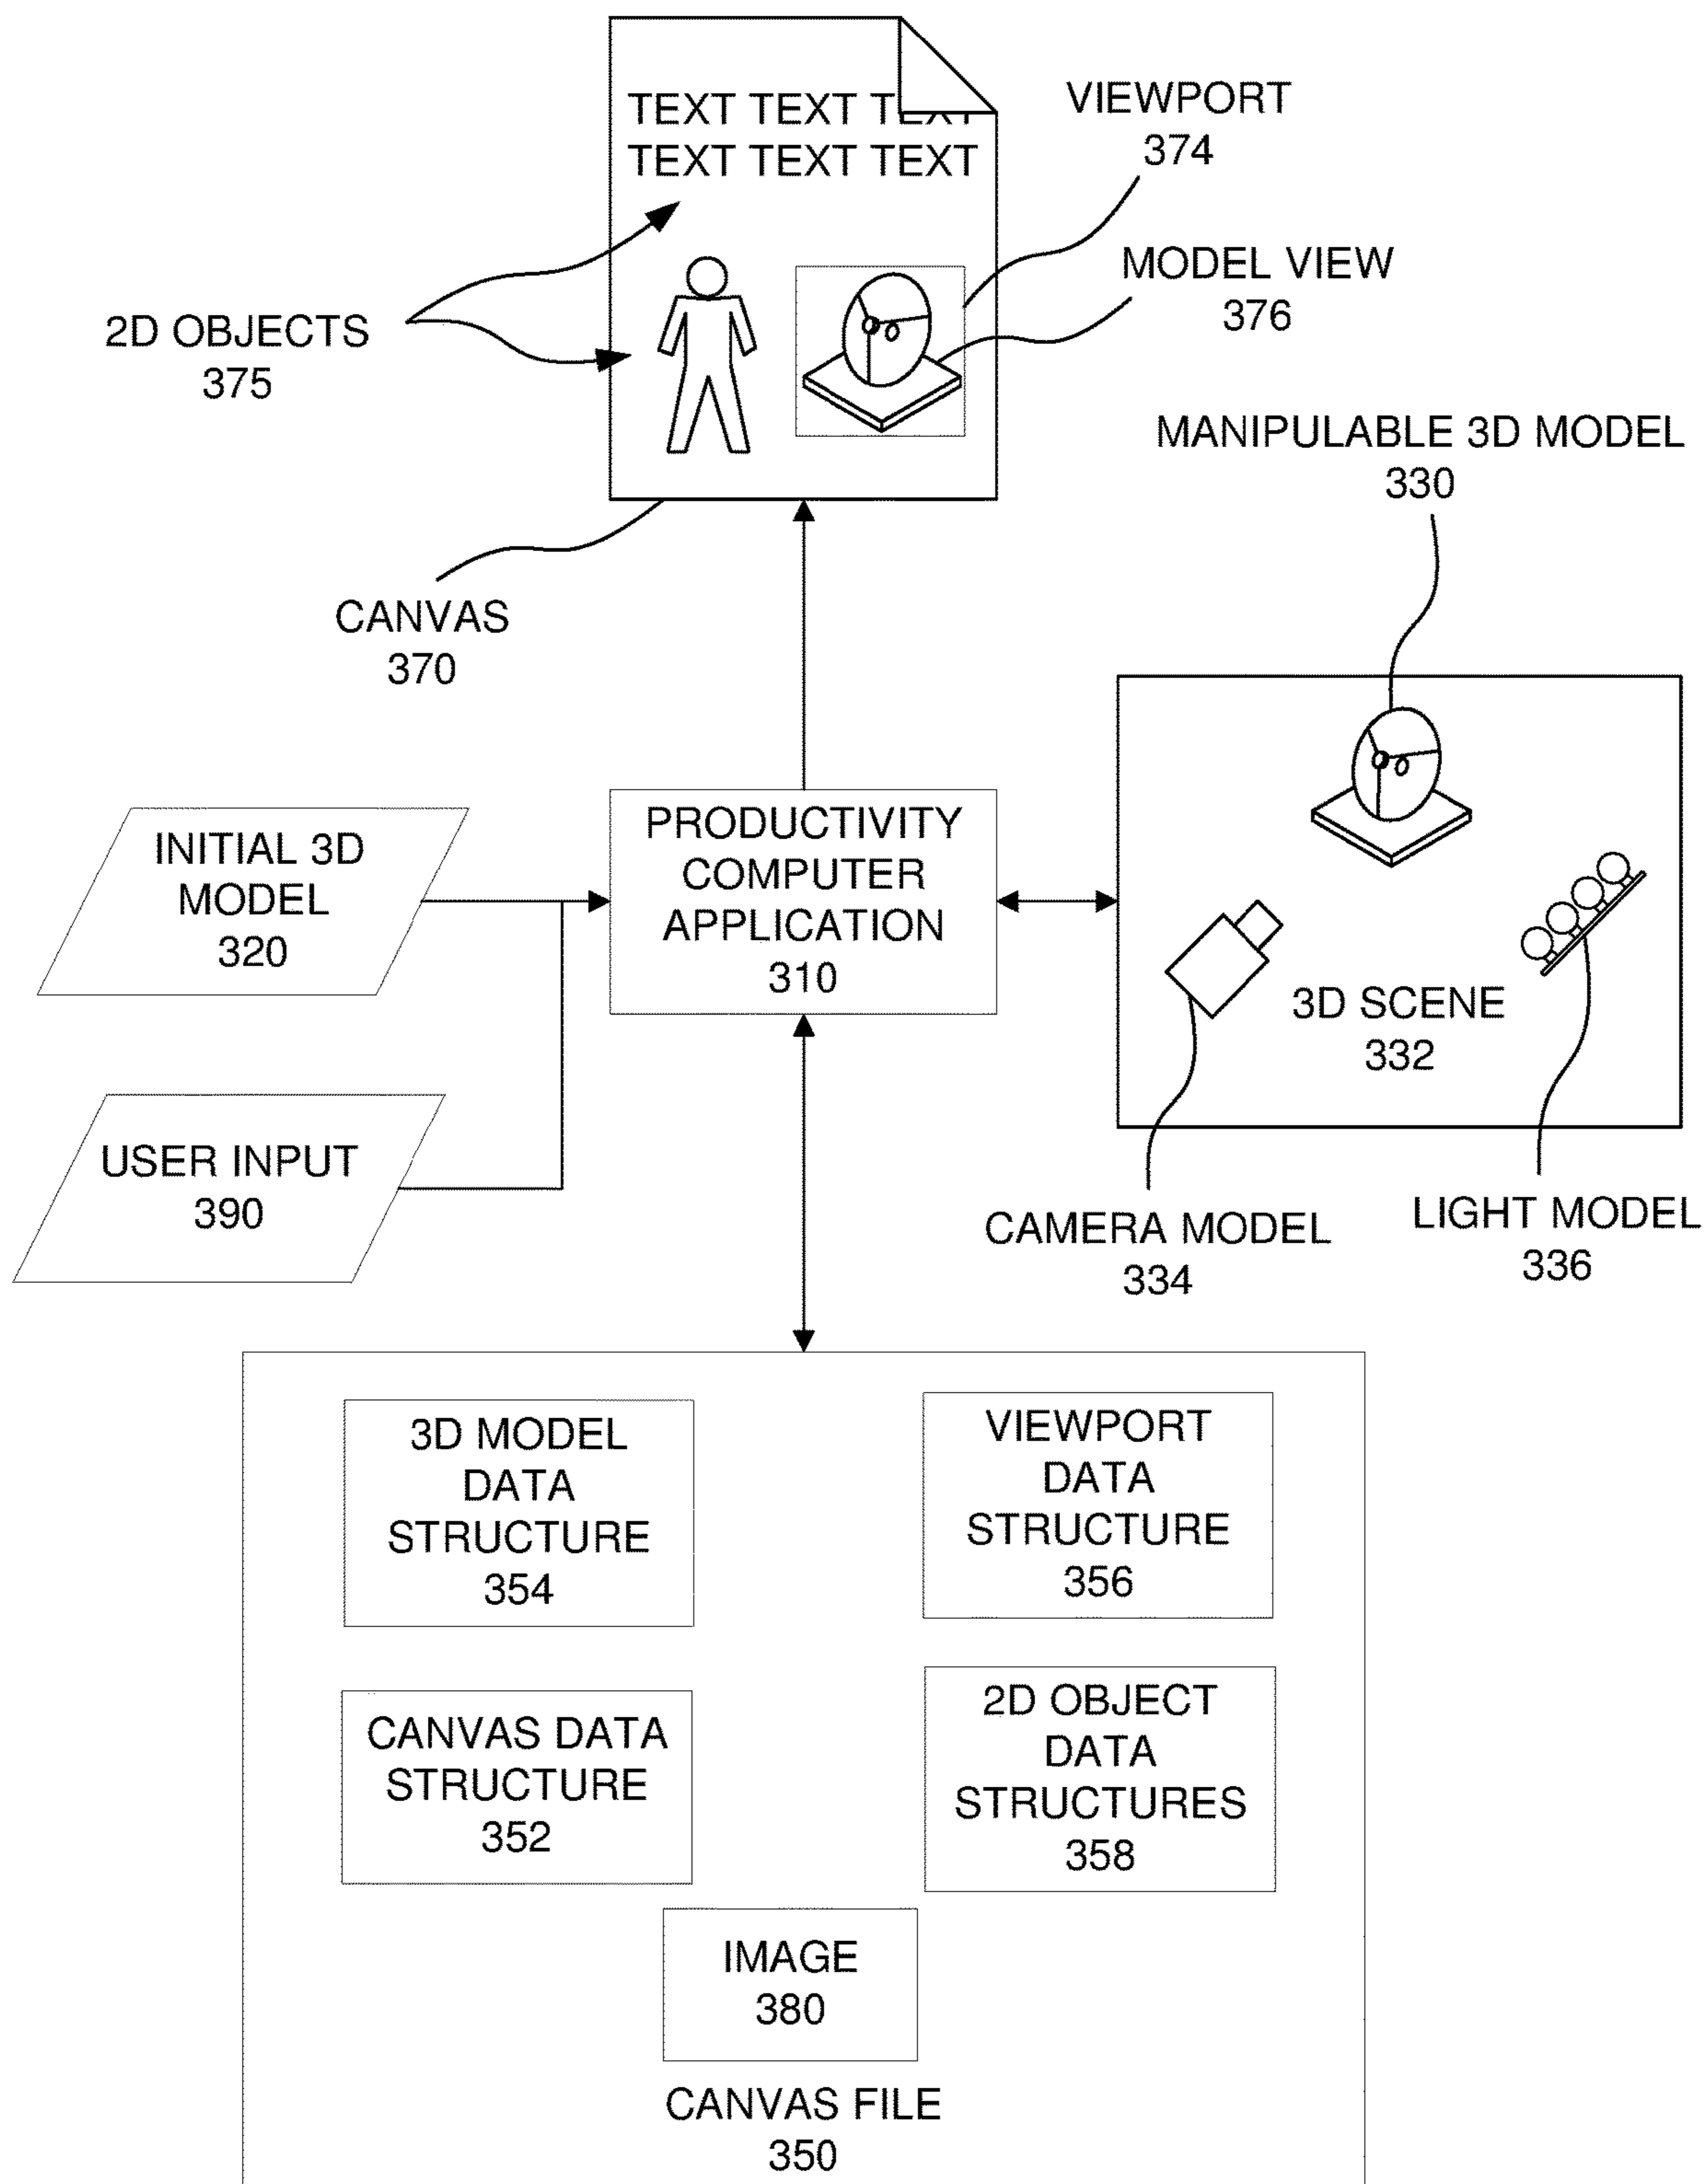 TEXT TEXT TEXT
TEXT TEXT TEXT
VIEWPORT
374
MODEL VIEW
376
2D OBJECTS
375
MANIPULABLE 3D MODEL
330
CANVAS
370
INITIAL 3D
MODEL
320
PRODUCTIVITY
COMPUTER
APPLICATION
310
3D SCENE
332
USER INPUT
390
CAMERA MODEL
334
LIGHT MODEL
336
3D MODEL
DATA
STRUCTURE
354
VIEWPORT
DATA
STRUCTURE
356
CANVAS DATA
STRUCTURE
352
2D OBJECT
DATA
STRUCTURES
358
IMAGE
380
CANVAS FILE
350